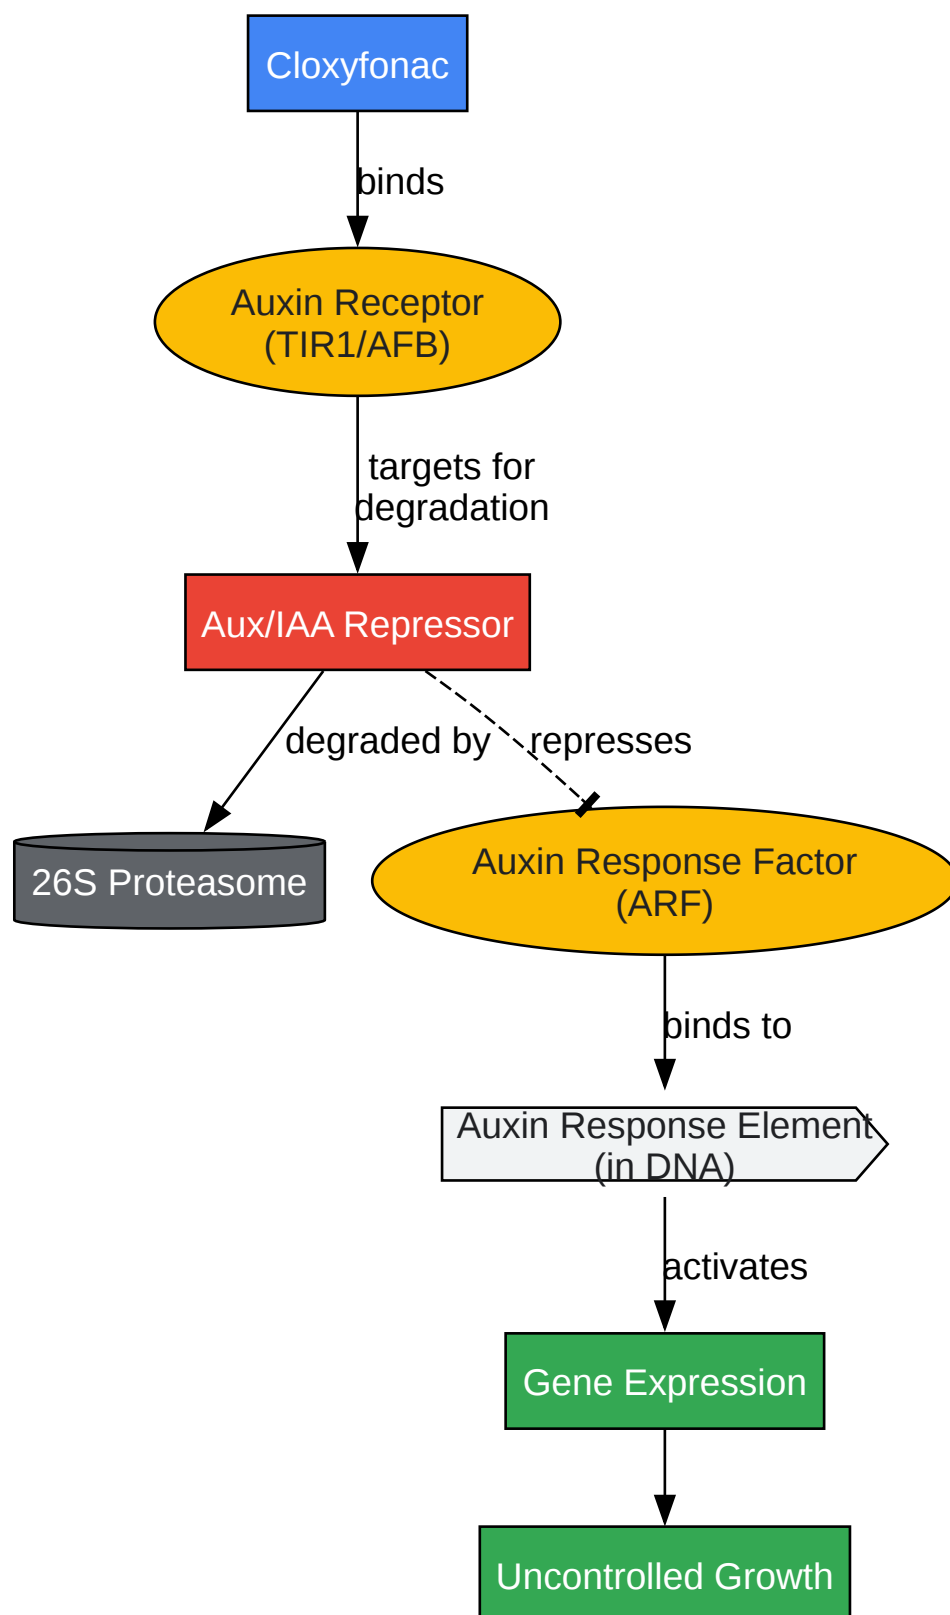 Cloxyfonac
binds
Auxin Receptor
(TIR1/AFB)
targets for
degradation
Aux/IAA Repressor
degraded by
represses
26S Proteasome
Auxin Response Factor
(ARF)
binds to
Auxin Response Element
(in DNA)
activates
Gene Expression
Uncontrolled Growth